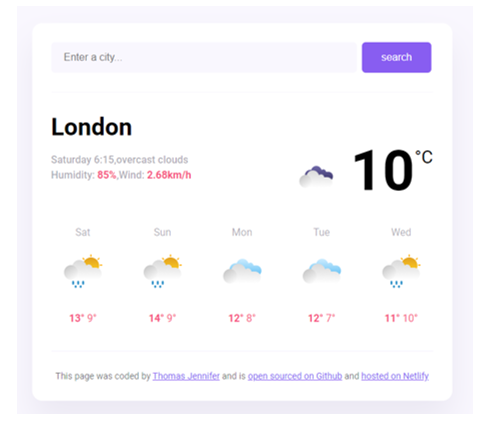 Enter a city...
search
London
Saturday 6:15,overcast clouds
Humidity: 85%,Wind: 2.68km/h
10°C
Sat Sun Mon Tue Wed
13° 9° 14° 9° 12° 8° 12° 7° 11° 10°
This page was coded by Thomas Jennifer and is open sourced on Github and hosted on Netlify